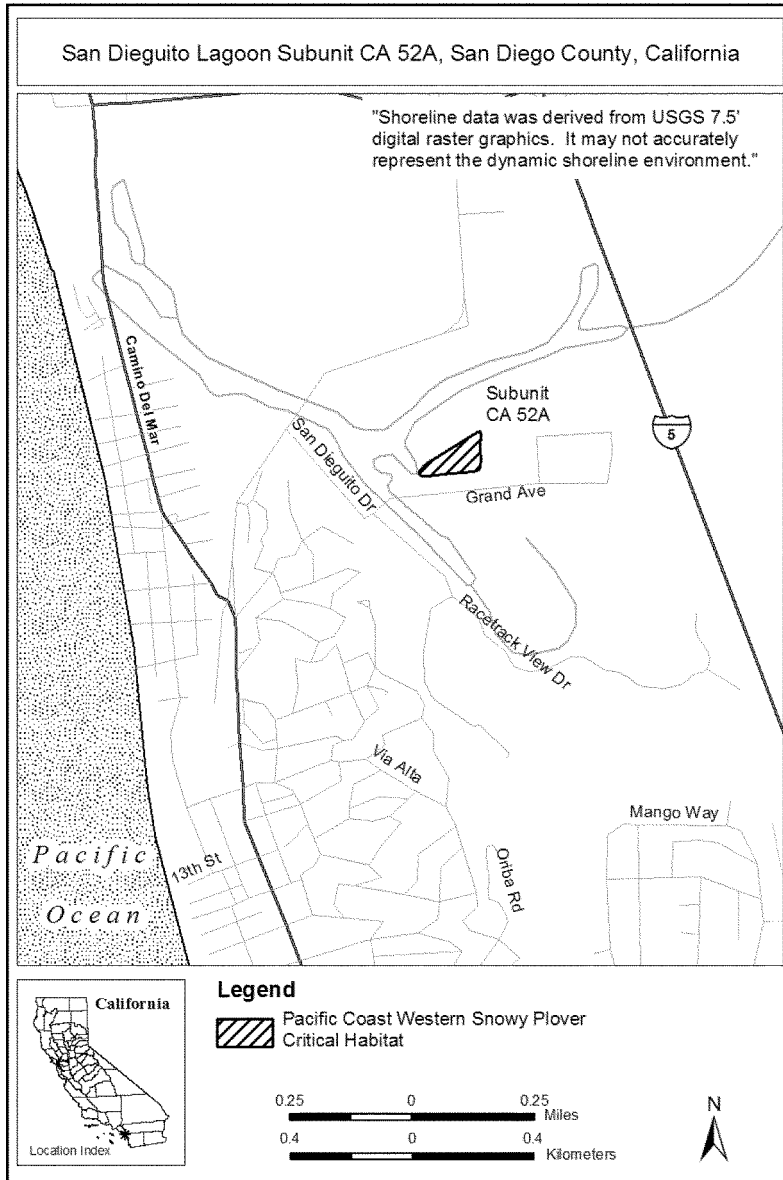 San Dieguito Lagoon Subunit CA 52A, San Diego County, California
"Shoreline data was derived from USGS 7.5'
digital raster graphics. It may not accurately
represent the dynamic shoreline environment."
Camino Del Mar
San Dieguito Dr
Subunit
CA 52A
5
Grand Ave
Racetrack View Dr
Via Alta
Mango Way
Oriba Rd
13th St
Pacific
Ocean
California
Location Index
Legend
Pacific Coast Western Snowy Plover
Critical Habitat
0.25 0 0.25
Miles
0.4 0 0.4
Kilometers
N